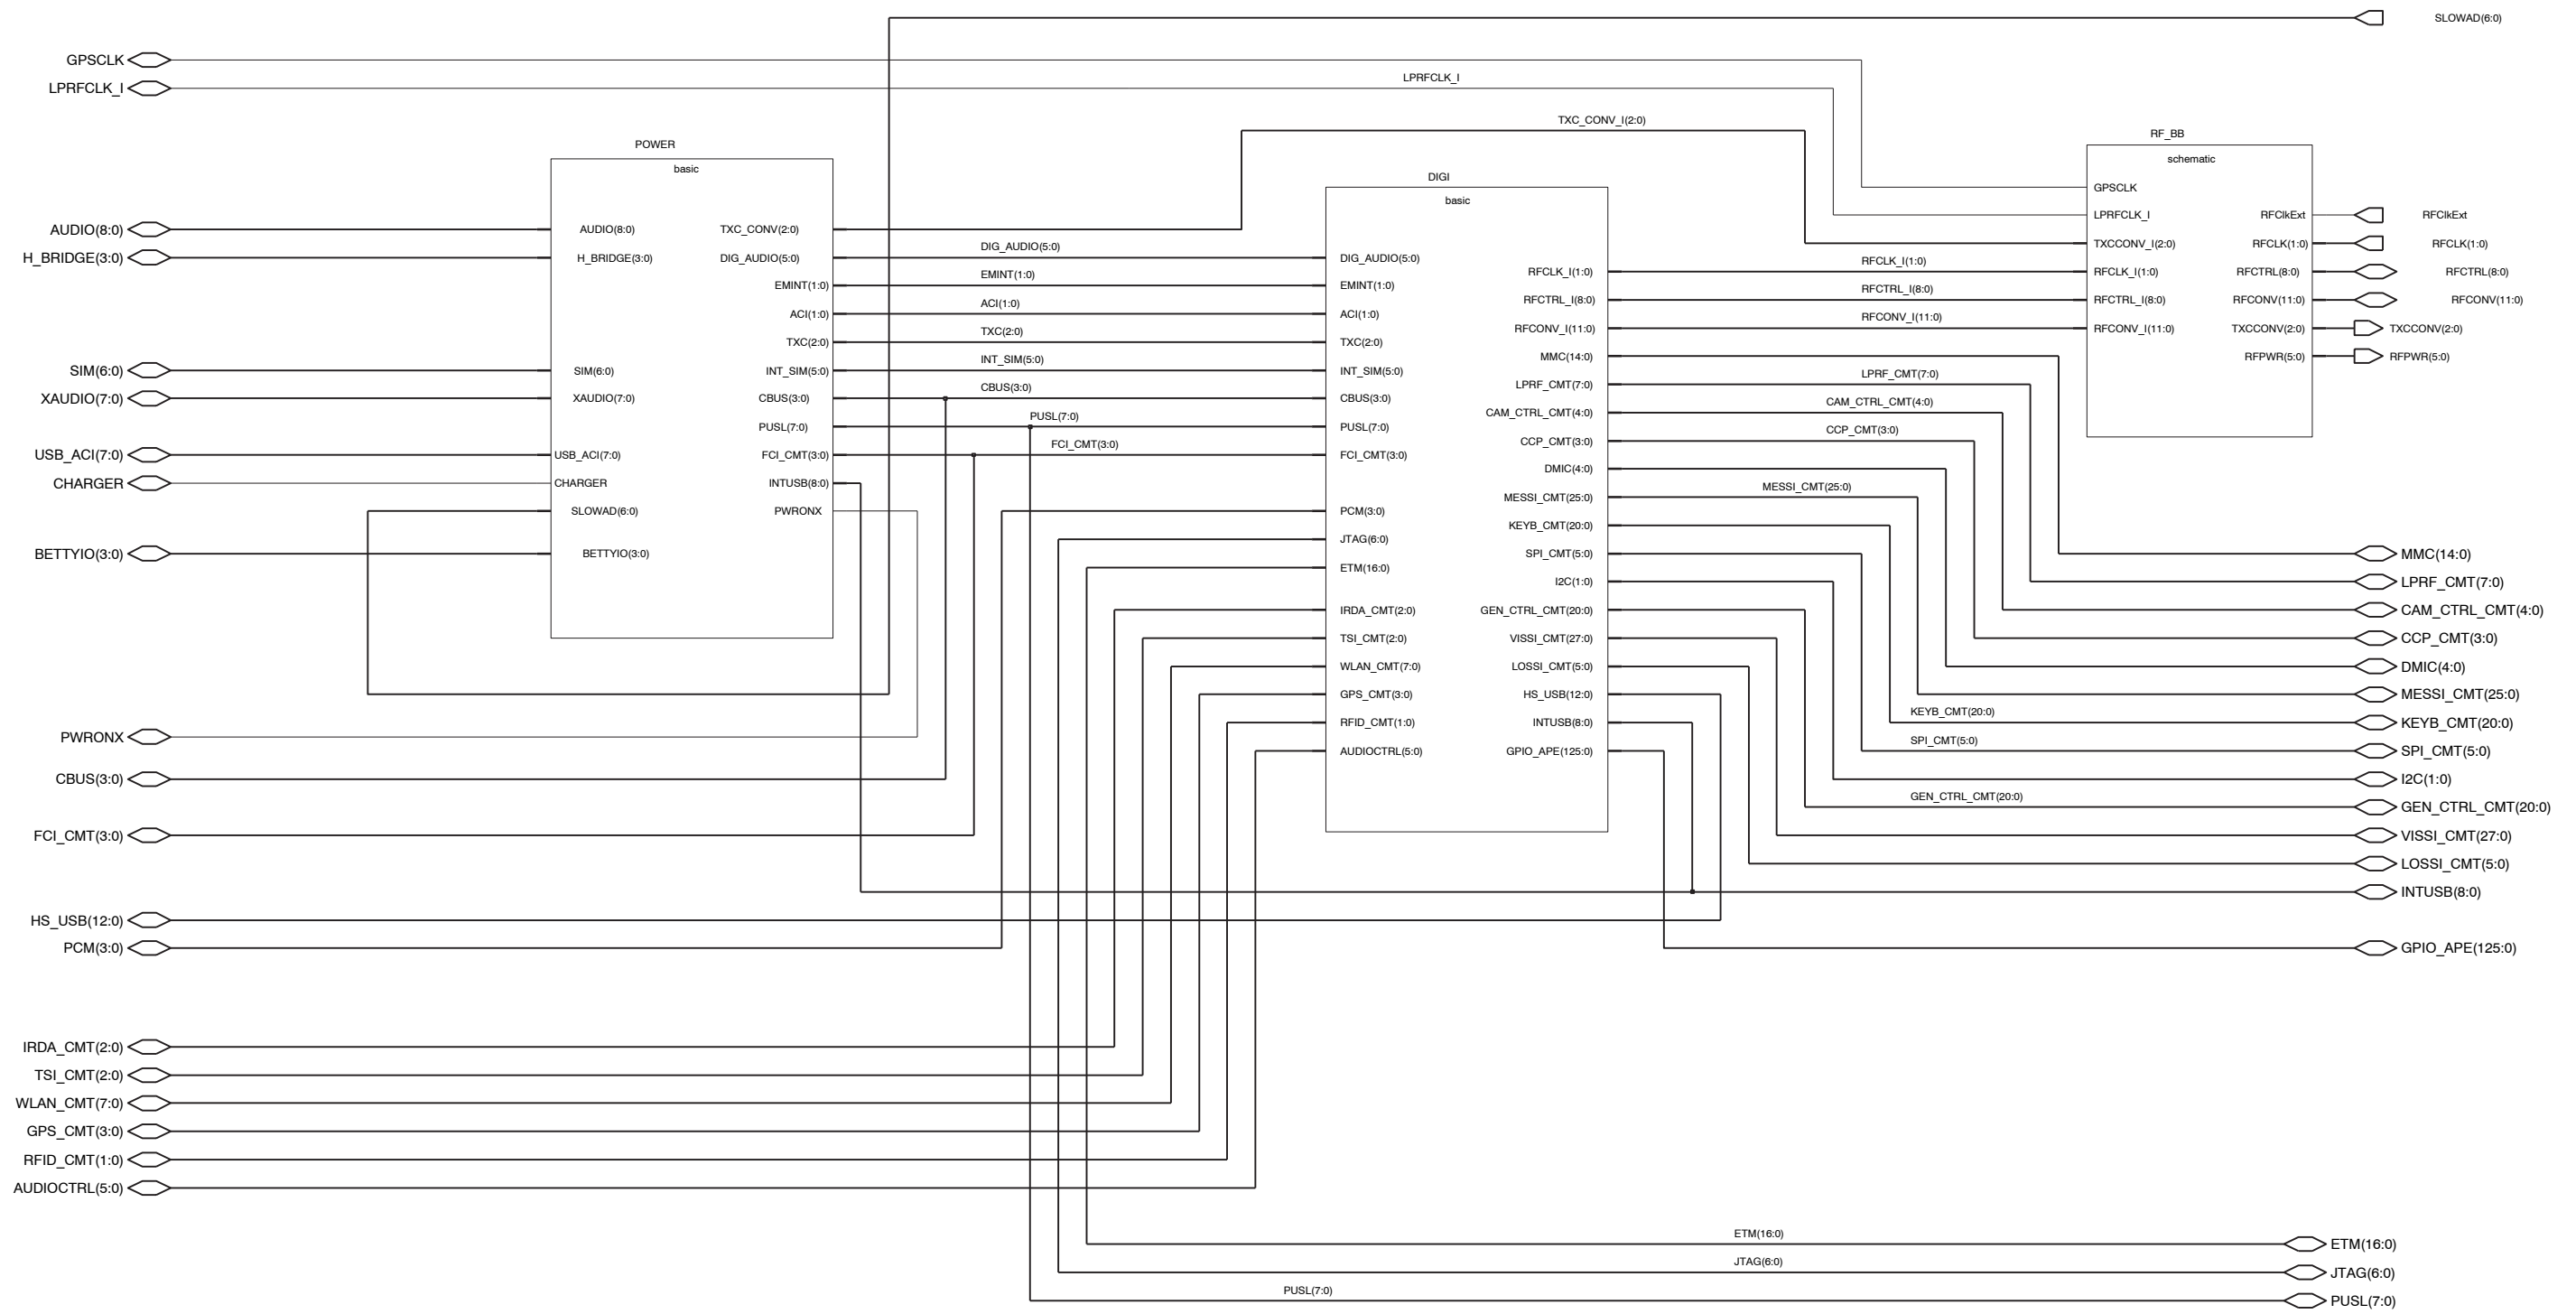 SLOWAD(6:0)
GPSCLK
LPRFCLK_I
LPRFCLK_I
TXC_CONV_I(2:0)
POWER
basic
AUDIO(8:0)
H_BRIDGE(3:0)
SIM(6:0)
XAUDIO(7:0)
USB_ACI(7:0)
CHARGER
BETTYIO(3:0)
PWRONX
CBUS(3:0)
FCI_CMT(3:0)
HS_USB(12:0)
PCM(3:0)
IRDA_CMT(2:0)
TSI_CMT(2:0)
WLAN_CMT(7:0)
GPS_CMT(3:0)
RFID_CMT(1:0)
AUDIOCTRL(5:0)
AUDIO(8:0)
H_BRIDGE(3:0)
SIM(6:0)
XAUDIO(7:0)
USB_ACI(7:0)
CHARGER
SLOWAD(6:0)
BETTYIO(3:0)
TXC_CONV(2:0)
DIG_AUDIO(5:0)
EMINT(1:0)
ACI(1:0)
TXC(2:0)
INT_SIM(5:0)
CBUS(3:0)
PUSL(7:0)
FCI_CMT(3:0)
INTUSB(8:0)
PWRONX
DIG_AUDIO(5:0)
EMINT(1:0)
ACI(1:0)
TXC(2:0)
INT_SIM(5:0)
CBUS(3:0)
PUSL(7:0)
FCI_CMT(3:0)
DIGI
basic
DIG_AUDIO(5:0)
EMINT(1:0)
ACI(1:0)
TXC(2:0)
INT_SIM(5:0)
CBUS(3:0)
PUSL(7:0)
FCI_CMT(3:0)
PCM(3:0)
JTAG(6:0)
ETM(16:0)
IRDA_CMT(2:0)
TSI_CMT(2:0)
WLAN_CMT(7:0)
GPS_CMT(3:0)
RFID_CMT(1:0)
AUDIOCTRL(5:0)
RFCLK_I(1:0)
RFCTRL_I(8:0)
RFCONV_I(11:0)
MMC(14:0)
LPRF_CMT(7:0)
CAM_CTRL_CMT(4:0)
CCP_CMT(3:0)
DMIC(4:0)
MESSI_CMT(25:0)
KEYB_CMT(20:0)
SPI_CMT(5:0)
I2C(1:0)
GEN_CTRL_CMT(20:0)
VISSI_CMT(27:0)
LOSSI_CMT(5:0)
HS_USB(12:0)
INTUSB(8:0)
GPIO_APE(125:0)
RFCLK_I(1:0)
RFCTRL_I(8:0)
RFCONV_I(11:0)
LPRF_CMT(7:0)
CAM_CTRL_CMT(4:0)
CCP_CMT(3:0)
MESSI_CMT(25:0)
KEYB_CMT(20:0)
SPI_CMT(5:0)
GEN_CTRL_CMT(20:0)
RF_BB
schematic
GPSCLK
LPRFCLK_I
TXCCONV_I(2:0)
RFCLK_I(1:0)
RFCTRL_I(8:0)
RFCONV_I(11:0)
RFClkExt
RFCLK(1:0)
RFCTRL(8:0)
RFCONV(11:0)
TXCCONV(2:0)
RFPWR(5:0)
RFClkExt
RFCLK(1:0)
RFCTRL(8:0)
RFCONV(11:0)
TXCCONV(2:0)
RFPWR(5:0)
MMC(14:0)
LPRF_CMT(7:0)
CAM_CTRL_CMT(4:0)
CCP_CMT(3:0)
DMIC(4:0)
MESSI_CMT(25:0)
KEYB_CMT(20:0)
SPI_CMT(5:0)
I2C(1:0)
GEN_CTRL_CMT(20:0)
VISSI_CMT(27:0)
LOSSI_CMT(5:0)
INTUSB(8:0)
GPIO_APE(125:0)
ETM(16:0)
ETM(16:0)
JTAG(6:0)
JTAG(6:0)
PUSL(7:0)
PUSL(7:0)